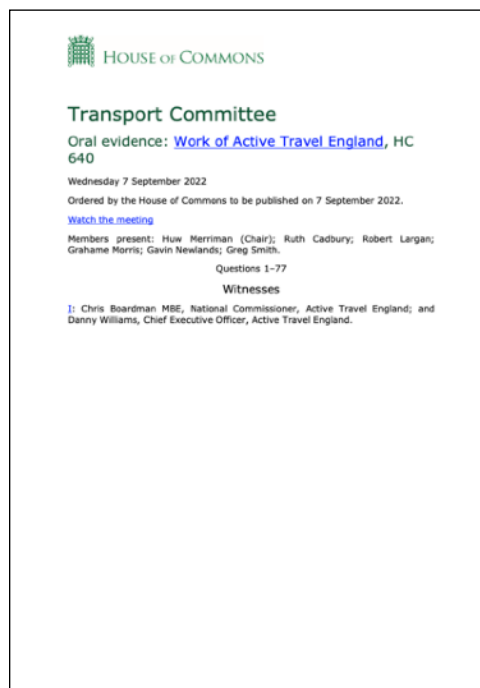 HOUSE OF COMMONS
Transport Committee
Oral evidence: Work of Active Travel England, HC
640
Wednesday 7 September 2022
Ordered by the House of Commons to be published on 7 September 2022.
Watch the meeting
Members present: Huw Merriman (Chair); Ruth Cadbury; Robert Largan;
Grahame Morris; Gavin Newlands; Greg Smith.
Questions 1–77
Witnesses
I: Chris Boardman MBE, National Commissioner, Active Travel England; and
Danny Williams, Chief Executive Officer, Active Travel England.